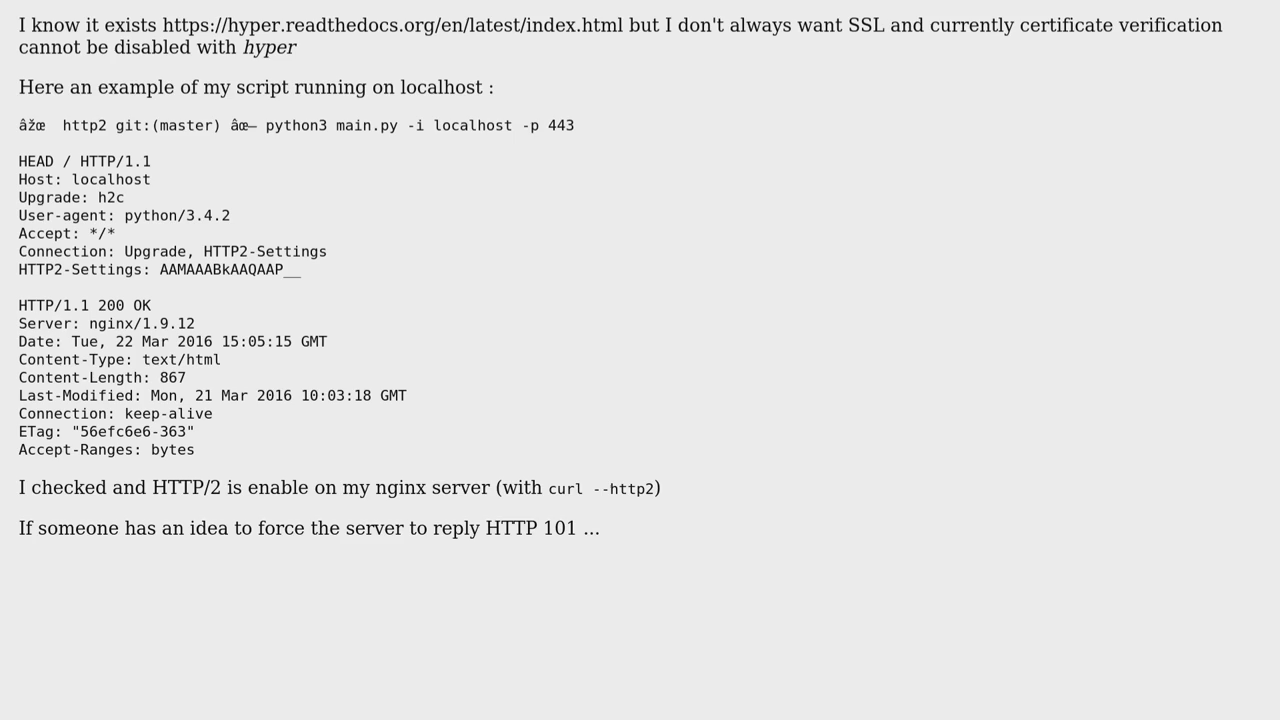 I know it exists https://hyper.readthedocs.org/en/latest/index.html but I don't always want SSL and currently certificate verification
cannot be disabled with hyper
Here an example of my script running on localhost :
âžœ  http2 git:(master) âœ— python3 main.py -i localhost -p 443
HEAD / HTTP/1.1
Host: localhost
Upgrade: h2c
User-agent: python/3.4.2
Accept: */*
Connection: Upgrade, HTTP2-Settings
HTTP2-Settings: AAMAAABkAAQAAP__
HTTP/1.1 200 OK
Server: nginx/1.9.12
Date: Tue, 22 Mar 2016 15:05:15 GMT
Content-Type: text/html
Content-Length: 867
Last-Modified: Mon, 21 Mar 2016 10:03:18 GMT
Connection: keep-alive
ETag: "56efc6e6-363"
Accept-Ranges: bytes
I checked and HTTP/2 is enable on my nginx server (with curl --http2)
If someone has an idea to force the server to reply HTTP 101 ...